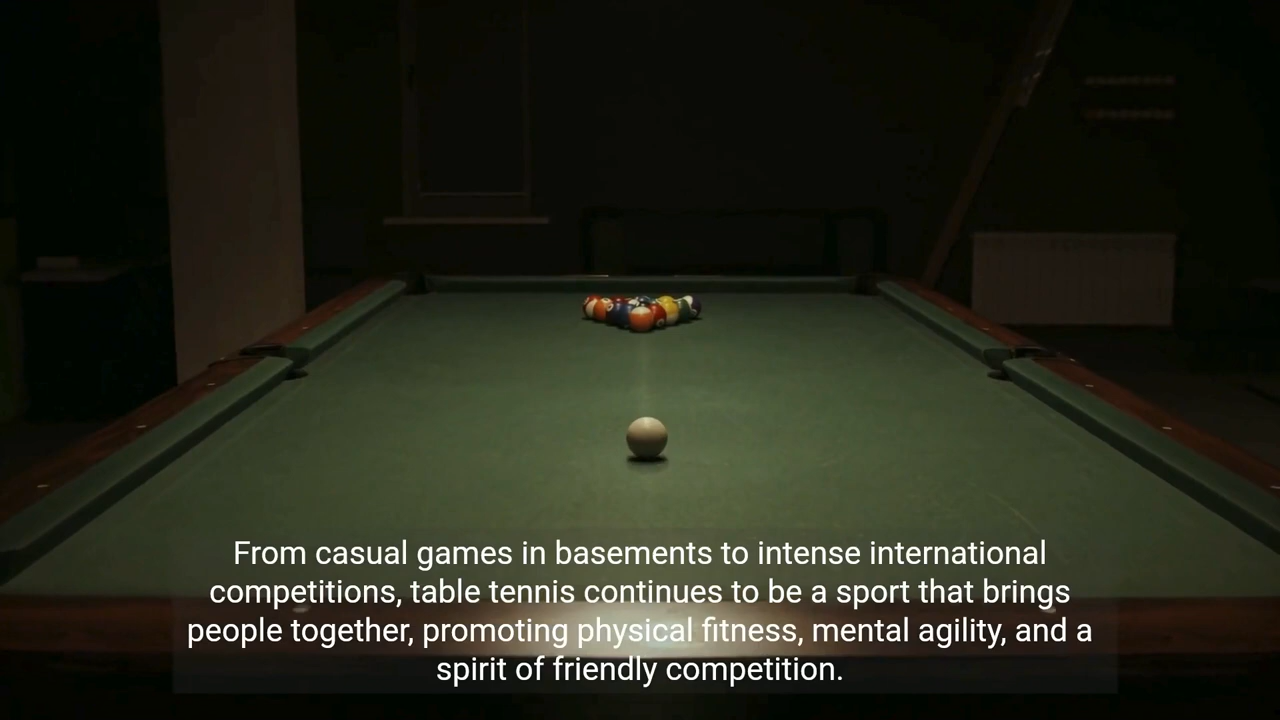 From casual games in basements to intense international
competitions, table tennis continues to be a sport that brings
people together, promoting physical fitness, mental agility, and a
spirit of friendly competition.